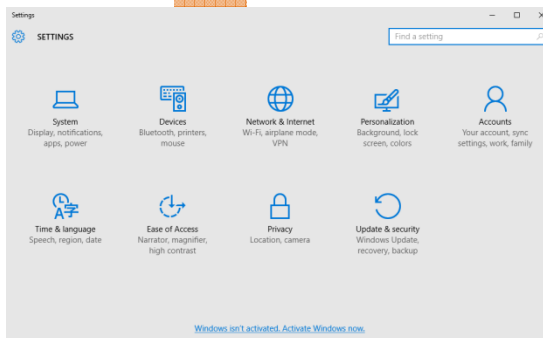 Settings
SETTINGS
Find a setting
System
Display, notifications,
apps, power
Devices
Bluetooth, printers,
mouse
Network & Internet
Wi-Fi, airplane mode,
VPN
Personalization
Background, lock
screen, colors
Accounts
Your account, sync
settings, work, family
Time & language
Speech, region, date
Ease of Access
Narrator, magnifier,
high contrast
Privacy
Location, camera
Update & security
Windows Update,
recovery, backup
Windows isn't activated. Activate Windows now.